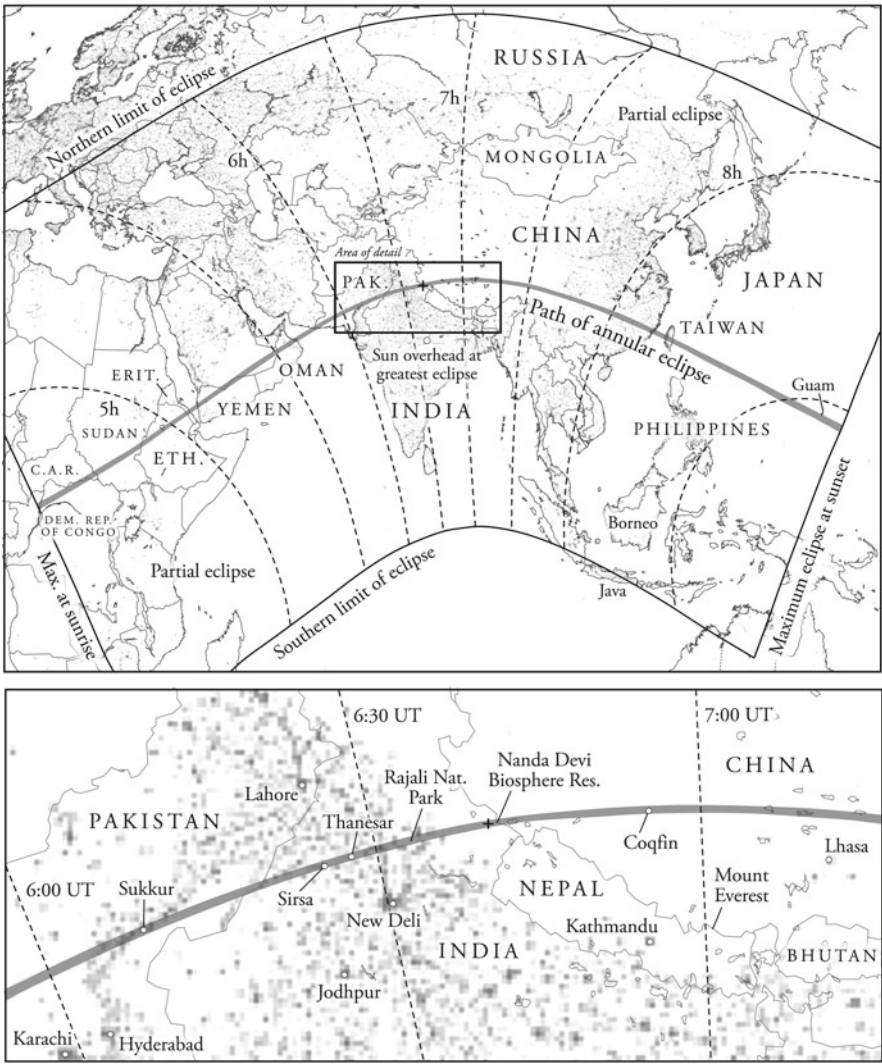 RUSSIA
Northern limit of eclipse
7h
Partial eclipse
6h
MONGOLIA
8h
CHINA
Area of detail
PAK.
JAPAN
Path of annular eclipse
TAIWAN
OMAN
Sun overhead at
greatest eclipse
ERIT.
YEMEN
INDIA
Guam
5h
SUDAN
PHILIPPINES
ETH.
C.A.R.
DEM. REP.
OF CONGO
Borneo
Max. at sunrise
Partial eclipse
Southern limit of eclipse
Java
Maximum eclipse at sunset
6:30 UT
7:00 UT
Nanda Devi
Biosphere Res.
CHINA
Rajali Nat.
Park
Lahore
PAKISTAN
Thanesar
Coqfin
Lhasa
6:00 UT
Sukkur
Sirsa
NEPAL
Mount
Everest
New Deli
Kathmandu
INDIA
BHUTAN
Jodhpur
Karachi
Hyderabad